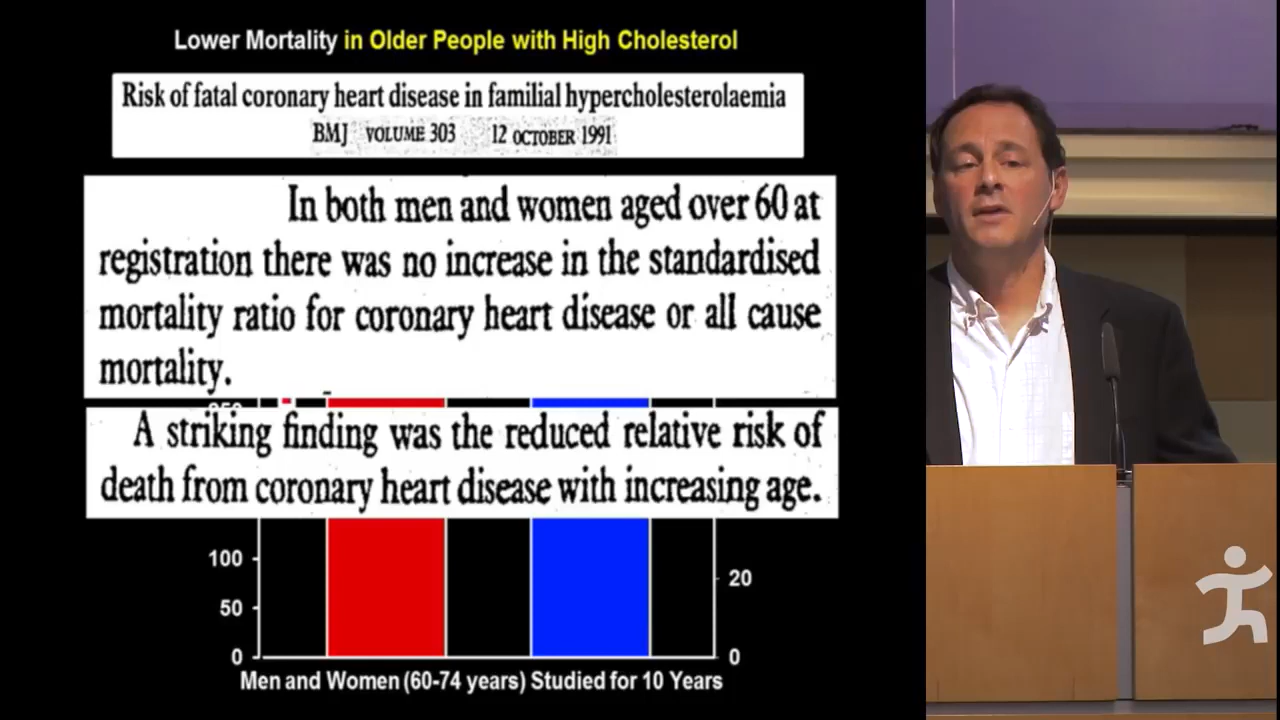 Lower Mortality in Older People with High Cholesterol
Risk of fatal coronary heart disease in familial hypercholesterolaemia
BMJ VOLUME 303 12 OCTOBER 1991
In both men and women aged over 60 at
registration there was no increase in the standardised
mortality ratio for coronary heart disease or all cause
mortality.
A striking finding was the reduced relative risk of
death from coronary heart disease with increasing age.
100
50
0
20
0
Men and Women (60-74 years) Studied for 10 Years